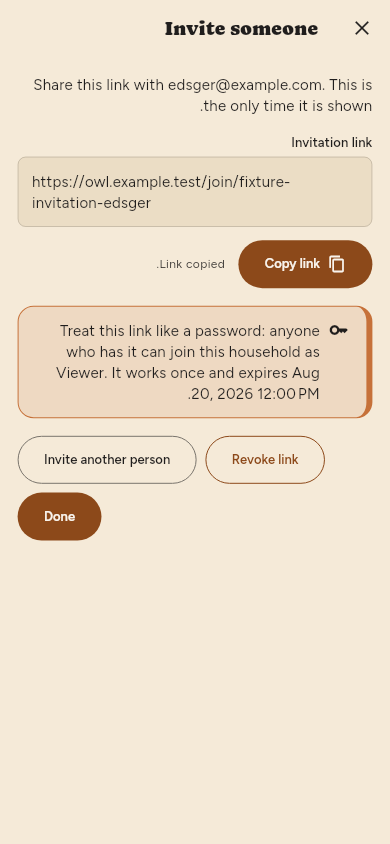 Invite someone
Share this link with edsger@example.com. This is
the only time it is shown.
Invitation link
https://owl.example.test/join/fixture-
invitation-edsger
Copy link
Link copied.
Treat this link like a password: anyone
who has it can join this household as
Viewer. It works once and expires Aug
20, 2026 12:00 PM.
Invite another person
Revoke link
Done